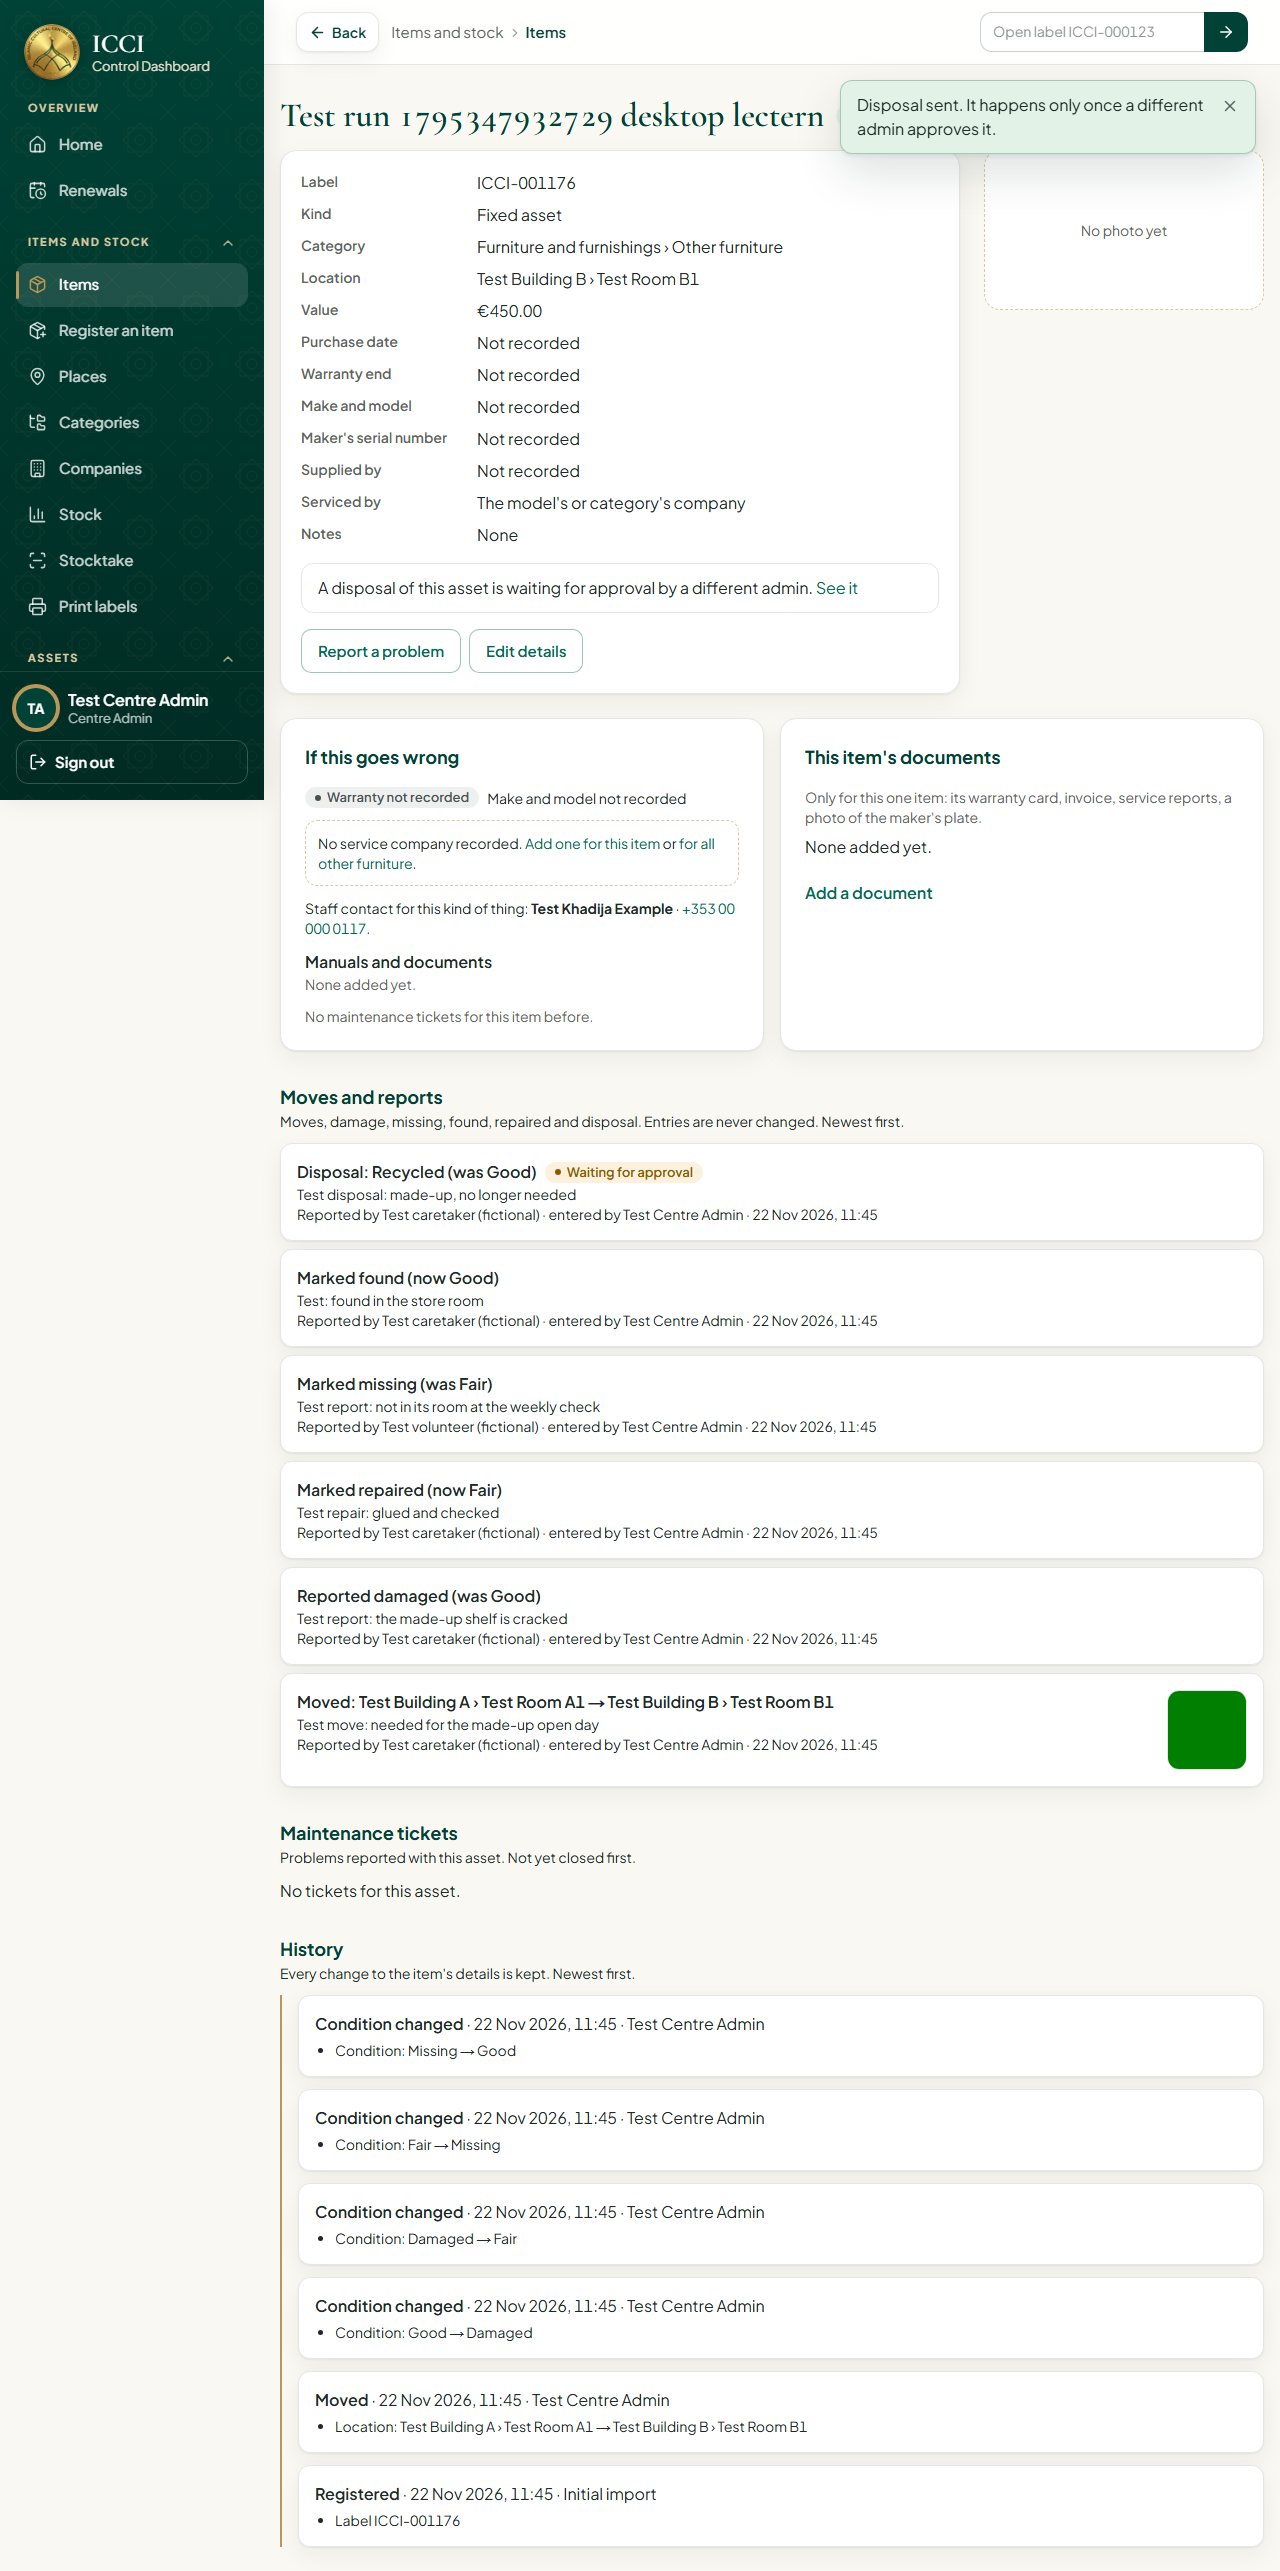 ICCI
Control Dashboard
OVERVIEW
Home
Renewals
ITEMS AND STOCK
Items
Register an item
Places
Categories
Companies
Stock
Stocktake
Print labels
ASSETS
TA
Test Centre Admin
Centre Admin
Sign out
Back
Items and stock › Items
Open label ICCI-000123
Disposal sent. It happens only once a different
admin approves it.
Test run 1795347932729 desktop lectern
Label ICCI-001176
Kind Fixed asset
Category Furniture and furnishings › Other furniture
Location Test Building B › Test Room B1
Value €450.00
Purchase date Not recorded
Warranty end Not recorded
Make and model Not recorded
Maker's serial number Not recorded
Supplied by Not recorded
Serviced by The model's or category's company
Notes None
A disposal of this asset is waiting for approval by a different admin. See it
Report a problem
Edit details
No photo yet
If this goes wrong
Warranty not recorded Make and model not recorded
No service company recorded. Add one for this item or for all
other furniture.
Staff contact for this kind of thing: Test Khadija Example · +353 00
000 0117.
Manuals and documents
None added yet.
No maintenance tickets for this item before.
This item's documents
Only for this one item: its warranty card, invoice, service reports, a
photo of the maker's plate.
None added yet.
Add a document
Moves and reports
Moves, damage, missing, found, repaired and disposal. Entries are never changed. Newest first.
Disposal: Recycled (was Good) Waiting for approval
Test disposal: made-up, no longer needed
Reported by Test caretaker (fictional) · entered by Test Centre Admin · 22 Nov 2026, 11:45
Marked found (now Good)
Test: found in the store room
Reported by Test caretaker (fictional) · entered by Test Centre Admin · 22 Nov 2026, 11:45
Marked missing (was Fair)
Test report: not in its room at the weekly check
Reported by Test volunteer (fictional) · entered by Test Centre Admin · 22 Nov 2026, 11:45
Marked repaired (now Fair)
Test repair: glued and checked
Reported by Test caretaker (fictional) · entered by Test Centre Admin · 22 Nov 2026, 11:45
Reported damaged (was Good)
Test report: the made-up shelf is cracked
Reported by Test caretaker (fictional) · entered by Test Centre Admin · 22 Nov 2026, 11:45
Moved: Test Building A › Test Room A1 → Test Building B › Test Room B1
Test move: needed for the made-up open day
Reported by Test caretaker (fictional) · entered by Test Centre Admin · 22 Nov 2026, 11:45
Maintenance tickets
Problems reported with this asset. Not yet closed first.
No tickets for this asset.
History
Every change to the item's details is kept. Newest first.
Condition changed · 22 Nov 2026, 11:45 · Test Centre Admin
• Condition: Missing → Good
Condition changed · 22 Nov 2026, 11:45 · Test Centre Admin
• Condition: Fair → Missing
Condition changed · 22 Nov 2026, 11:45 · Test Centre Admin
• Condition: Damaged → Fair
Condition changed · 22 Nov 2026, 11:45 · Test Centre Admin
• Condition: Good → Damaged
Moved · 22 Nov 2026, 11:45 · Test Centre Admin
• Location: Test Building A › Test Room A1 → Test Building B › Test Room B1
Registered · 22 Nov 2026, 11:45 · Initial import
• Label ICCI-001176